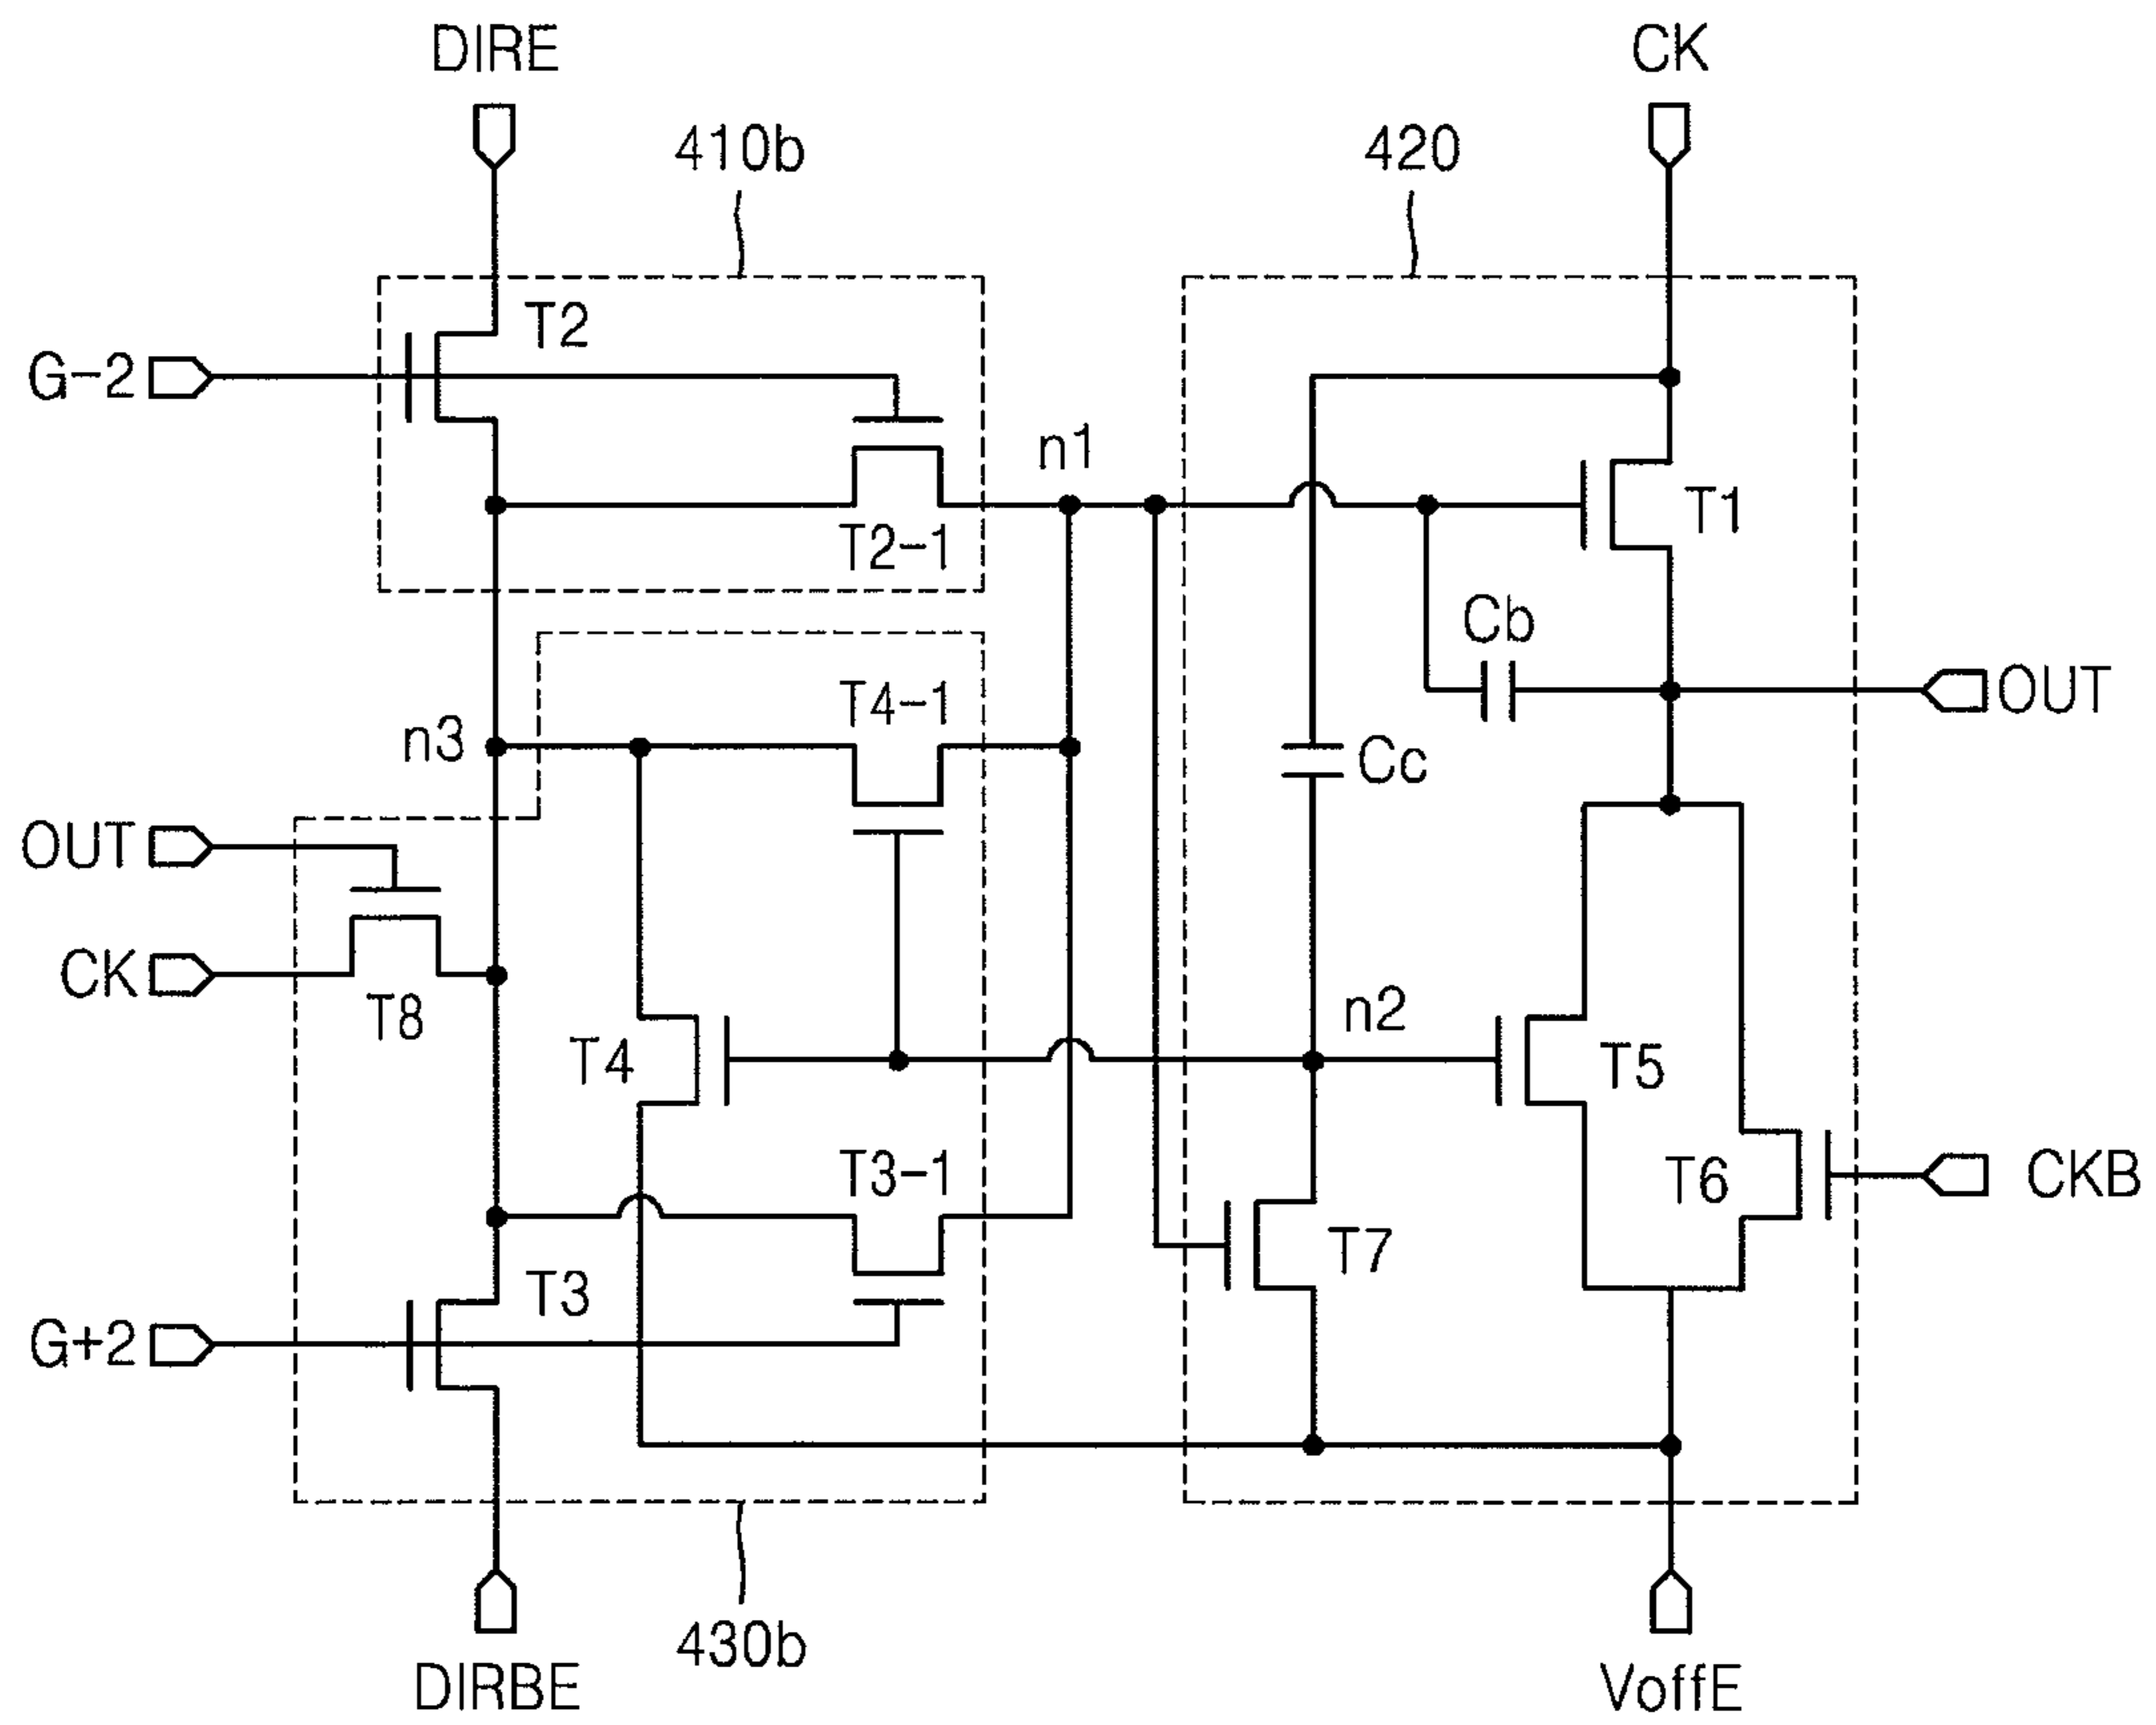 DIRE
CK
410b
420
T2
G-2
n1
T1
T2-1
Cb
T4-1
OUT
n3
Cc
OUT
CK
T8
n2
T4
T5
T3-1
T6
CKB
T7
T3
G+2
430b
DIRBE
VoffE